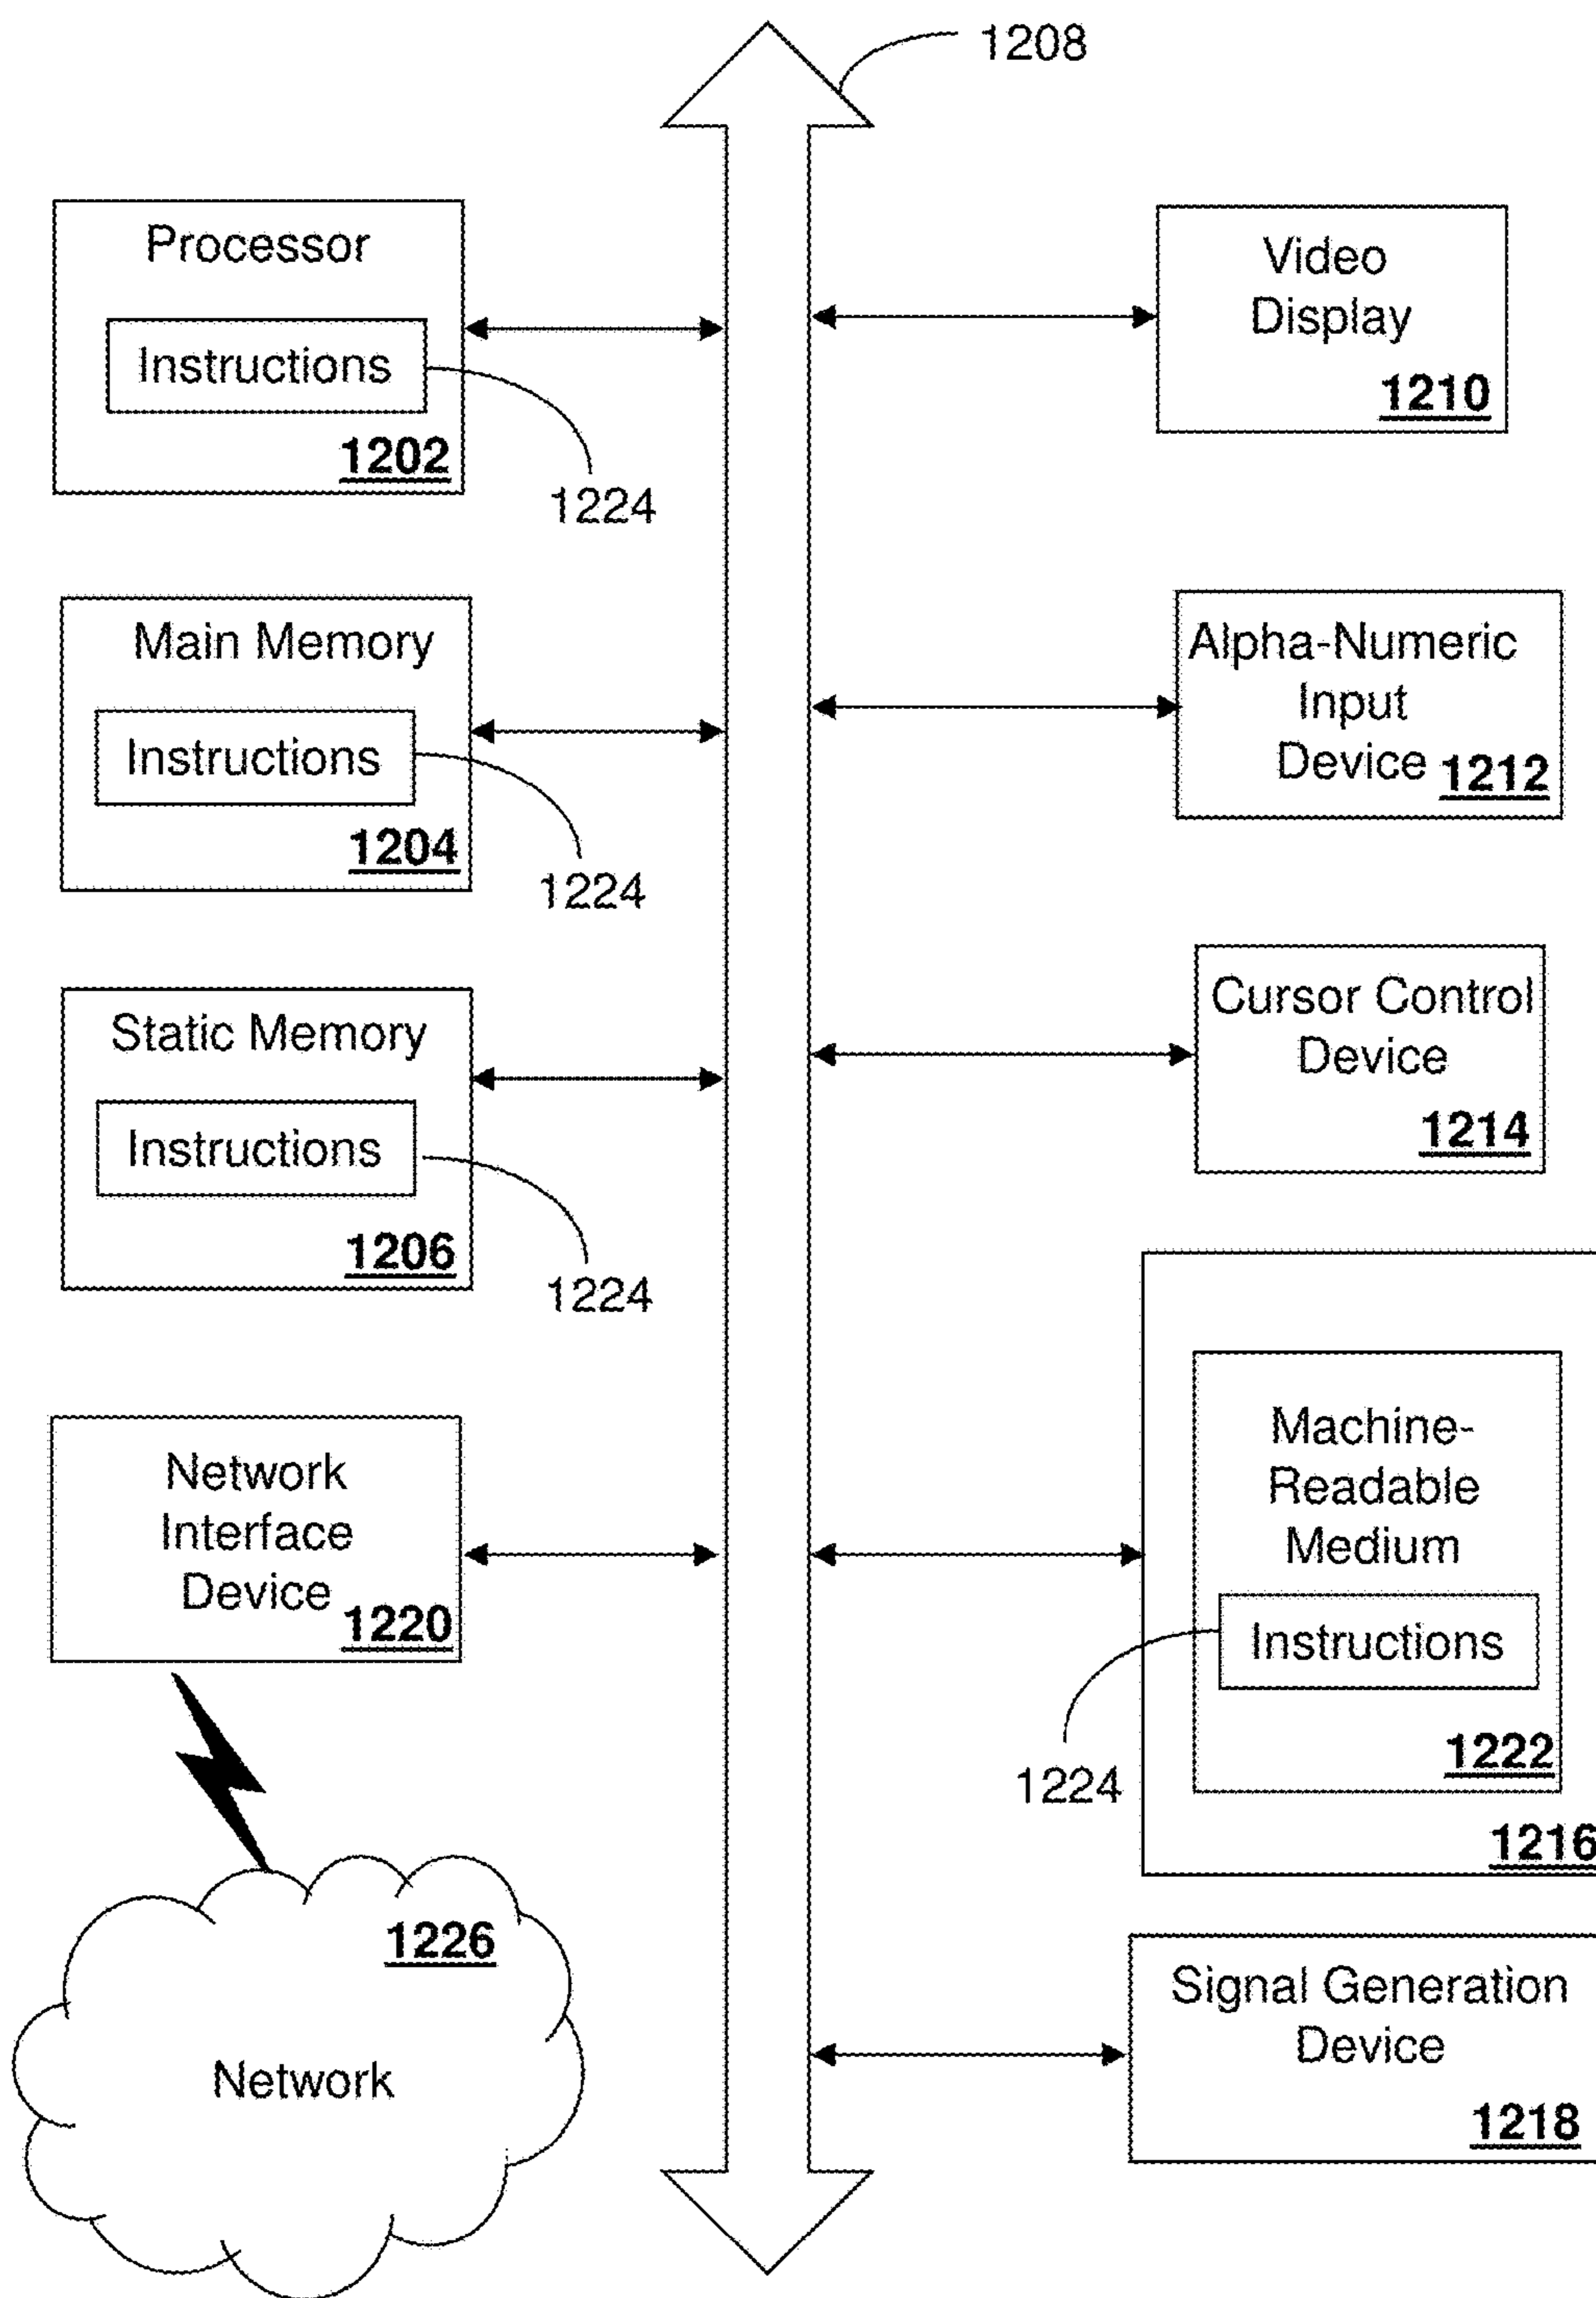 1208
Processor
Instructions
1202
1224
Main Memory
Instructions
1204
1224
Static Memory
Instructions
1206
1224
Network
Interface
Device
1220
1226
Network
Video
Display
1210
Alpha-Numeric
Input
Device 1212
Cursor Control
Device
1214
Machine-
Readable
Medium
Instructions
1222
1224
1216
Signal Generation
Device
1218